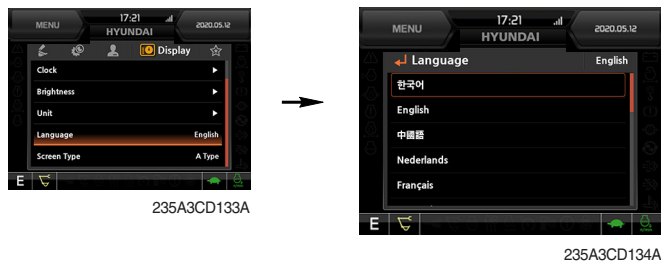 MENU 17:21 2020.05.12
HYUNDAI
Display
Clock
Brightness
Unit
Language English
Screen Type A Type
E
235A3CD133A
MENU 17:21 2020.05.12
HYUNDAI
Language English
한국어
English
中國語
Nederlands
Français
E
235A3CD134A